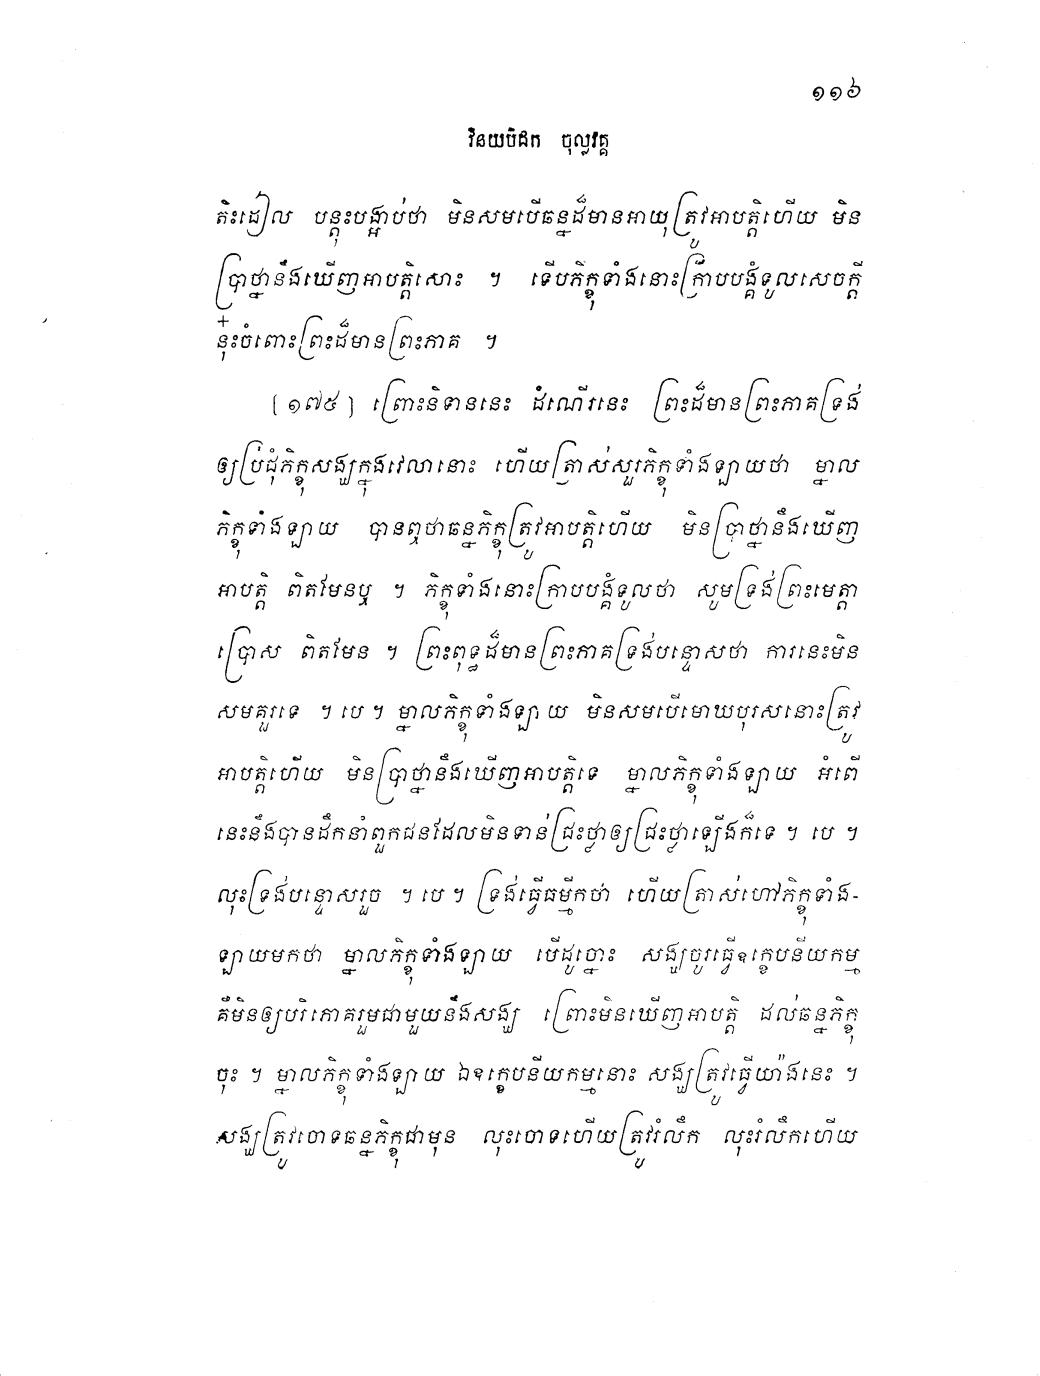 ១១៦
វិនយបិដក ចុល្លវគ្គ
តិះដៀល បន្តុះបង្អាប់ថា មិនសមបើឆន្នដ៏មានអាយុត្រូវអាបត្តិហើយ មិន
ប្រាថ្នានឹងឃើញអាបត្តិសោះ ។ ទើបភិក្ខុទាំងនោះក្រាបបង្គំទូលសេចក្តី
នុ៎ះចំពោះព្រះដ៏មានព្រះភាគ ។
[១៧៥] ព្រោះនិទាននេះ ដំណើរនេះ ព្រះដ៏មានព្រះភាគទ្រង់
ឲ្យប្រជុំភិក្ខុសង្ឃក្នុងវេលានោះ ហើយត្រាស់សួរភិក្ខុទាំងឡាយថា ម្នាល
ភិក្ខុទាំងឡាយ បានឮថាឆន្នភិក្ខុត្រូវអាបត្តិហើយ មិនប្រាថ្នានឹងឃើញ
អាបត្តិ ពិតមែនឬ ។ ភិក្ខុទាំងនោះក្រាបបង្គំទូលថា សូមទ្រង់ព្រះមេត្តា
ប្រោស ពិតមែន ។ ព្រះពុទ្ធដ៏មានព្រះភាគទ្រង់បន្ទោសថា ការនេះមិន
សមគួរទេ ។ បេ ។ ម្នាលភិក្ខុទាំងឡាយ មិនសមបើមោឃបុរសនោះត្រូវ
អាបត្តិហើយ មិនប្រាថ្នានឹងឃើញអាបត្តិទេ ម្នាលភិក្ខុទាំងឡាយ អំពើ
នេះនឹងបានដឹកនាំពួកជនដែលមិនទាន់ជ្រះថ្លាឲ្យជ្រះថ្លាឡើងក៏ទេ ។ បេ ។
លុះទ្រង់បន្ទោសរួច ។ បេ ។ ទ្រង់ធ្វើធម្មីកថា ហើយត្រាស់ហៅភិក្ខុទាំង-
ឡាយមកថា ម្នាលភិក្ខុទាំងឡាយ បើដូច្នោះ សង្ឃចូរធ្វើឧក្ខេបនីយកម្ម
គឺមិនឲ្យបរិភោគរួមជាមួយនឹងសង្ឃ ព្រោះមិនឃើញអាបត្តិ ដល់ឆន្នភិក្ខុ
ចុះ ។ ម្នាលភិក្ខុទាំងឡាយ ឯឧក្ខេបនីយកម្មនោះ សង្ឃត្រូវធ្វើយ៉ាងនេះ ។
សង្ឃត្រូវចោទឆន្នភិក្ខុជាមុន លុះចោទហើយត្រូវរំលឹក លុះរំលឹកហើយ